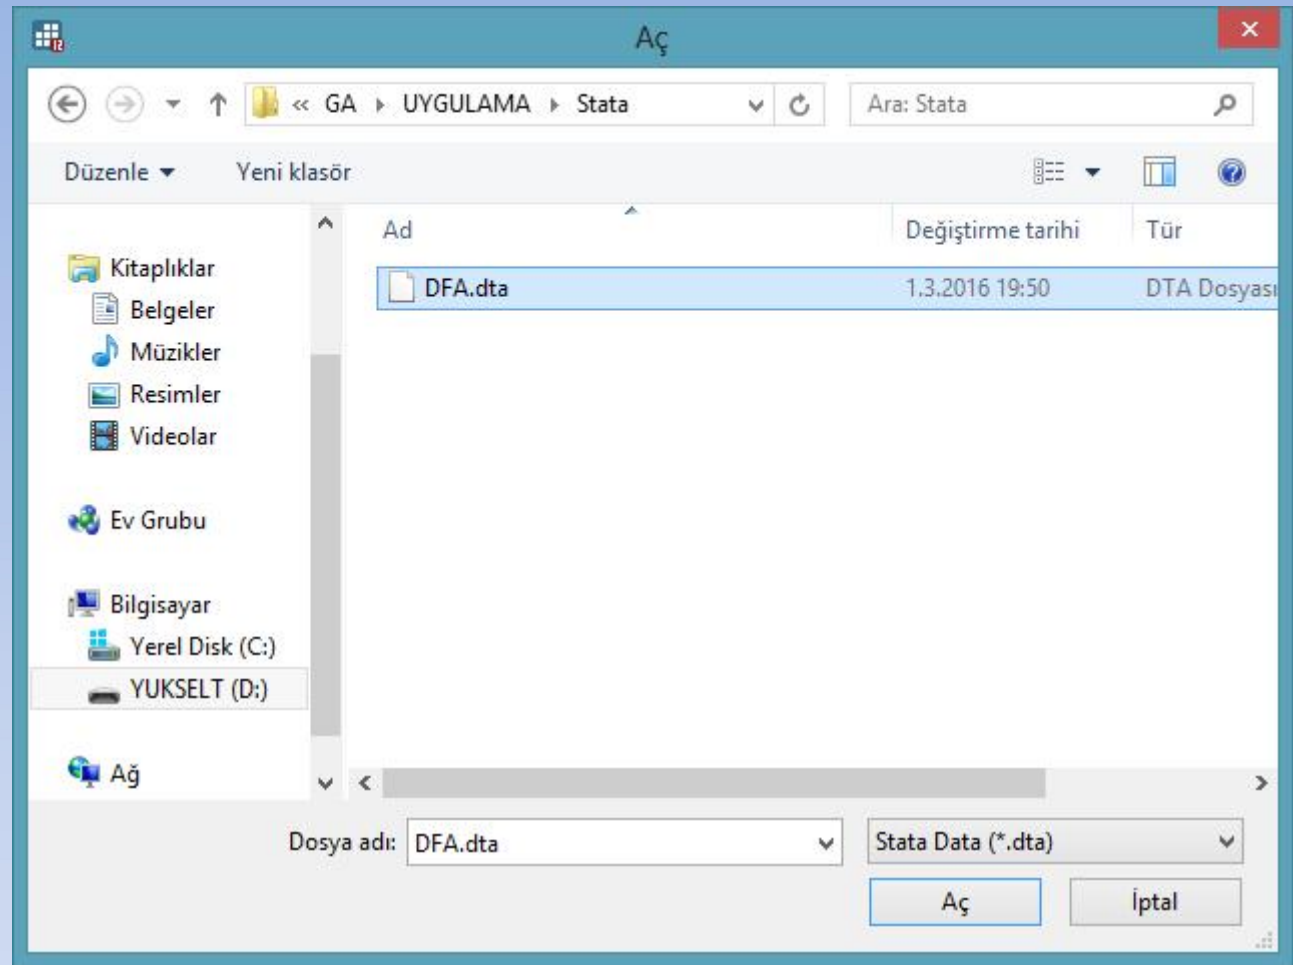 Aç
« GA UYGULAMA Stata
Ara: Stata
Düzenle Yeni klasör
Ad Değiştirme tarihi Tür
DFA.dta 1.3.2016 19:50 DTA Dosyası
Kitaplıklar
Belgeler
Müzikler
Resimler
Videolar
Ev Grubu
Bilgisayar
Yerel Disk (C:)
YUKSELT (D:)
Ağ
Dosya adı: DFA.dta Stata Data (*.dta)
Aç İptal